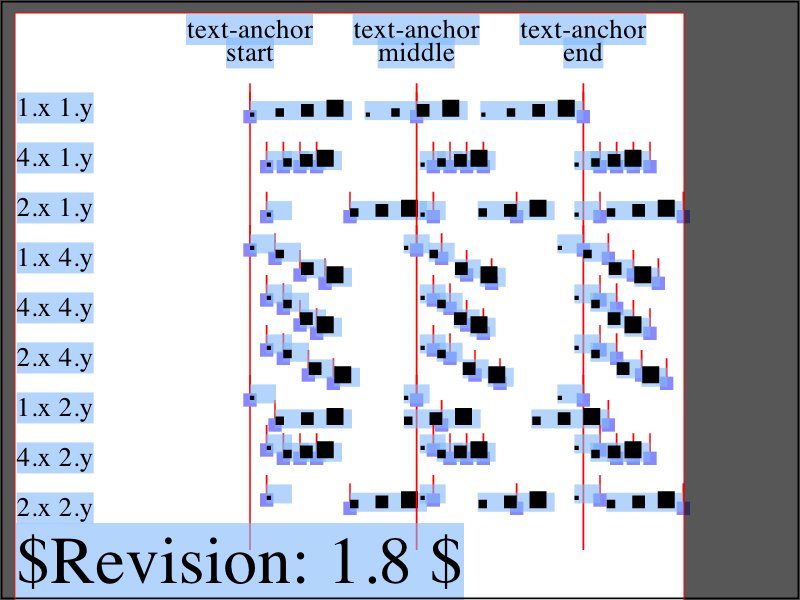 text-anchor text-anchor text-anchor
start middle end
1.x 1.y
4.x 1.y
2.x 1.y
1.x 4.y
4.x 4.y
2.x 4.y
1.x 2.y
4.x 2.y
2.x 2.y
$Revision: 1.8 $